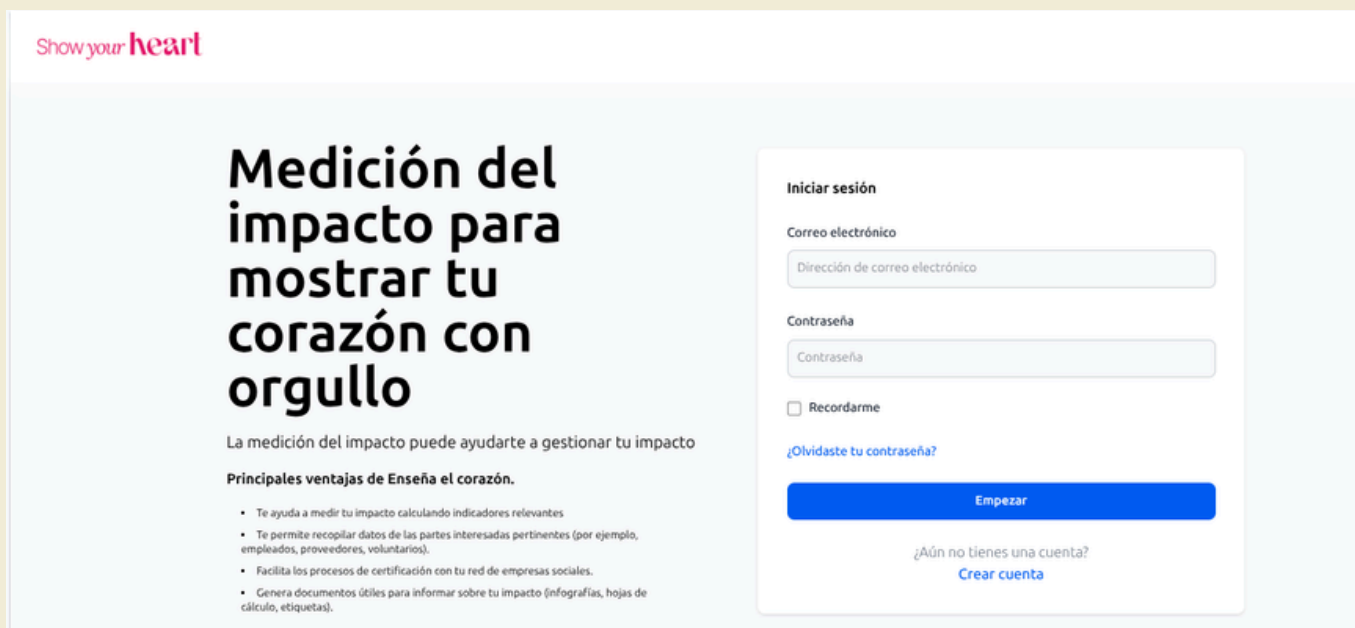 Show your heart
Medición del
impacto para
mostrar tu
corazón con
orgullo
La medición del impacto puede ayudarte a gestionar tu impacto
Principales ventajas de Enseña el corazón.
▪ Te ayuda a medir tu impacto calculando indicadores relevantes
▪ Te permite recopilar datos de las partes interesadas pertinentes (por ejemplo,
empleados, proveedores, voluntarios).
▪ Facilita los procesos de certificación con tu red de empresas sociales.
▪ Genera documentos útiles para informar sobre tu impacto (infografías, hojas de
cálculo, etiquetas).
Iniciar sesión
Correo electrónico
Dirección de correo electrónico
Contraseña
Contraseña
Recordarme
¿Olvidaste tu contraseña?
Empezar
¿Aún no tienes una cuenta?
Crear cuenta